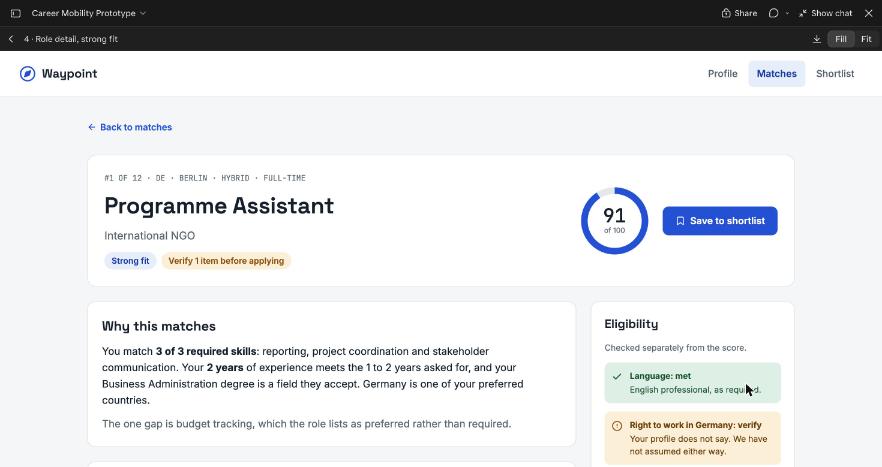 Career Mobility Prototype
Share
Show chat
4 · Role detail, strong fit
Fill
Fit
Waypoint
Profile
Matches
Shortlist
Back to matches
#1 OF 12 · DE · BERLIN · HYBRID · FULL-TIME
Programme Assistant
International NGO
Strong fit
Verify 1 item before applying
91
of 100
Save to shortlist
Why this matches
You match 3 of 3 required skills: reporting, project coordination and stakeholder
communication. Your 2 years of experience meets the 1 to 2 years asked for, and your
Business Administration degree is a field they accept. Germany is one of your preferred
countries.
The one gap is budget tracking, which the role lists as preferred rather than required.
Eligibility
Checked separately from the score.
Language: met
English professional, as required.
Right to work in Germany: verify
Your profile does not say. We have
not assumed either way.